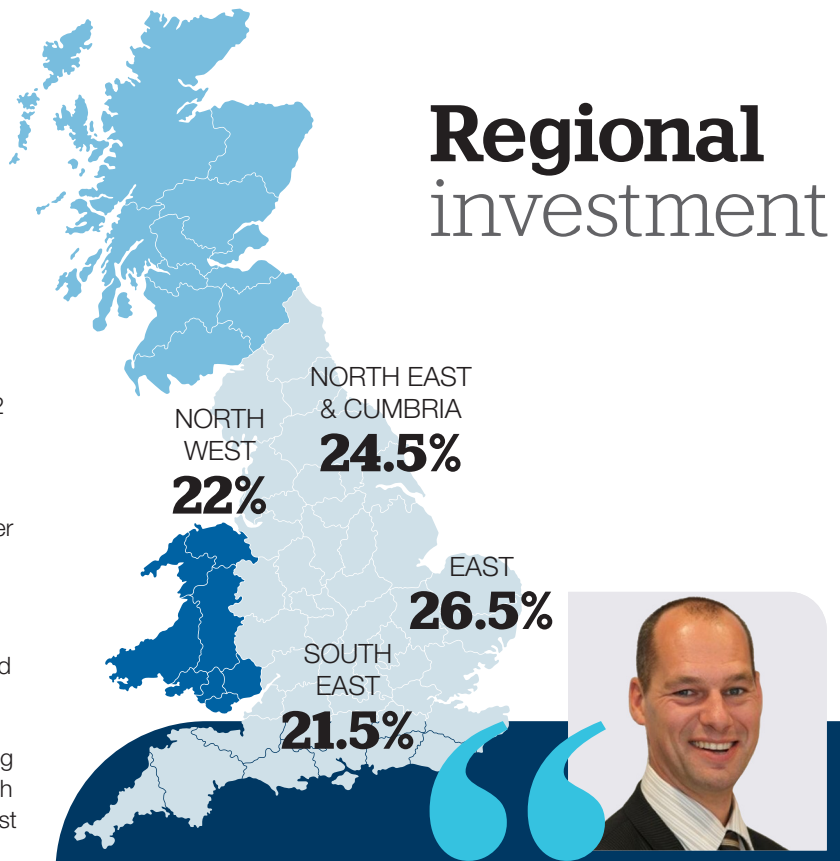 Regional
investment
NORTH EAST
& CUMBRIA
24.5%
NORTH
WEST
22%
EAST
26.5%
SOUTH
EAST
21.5%